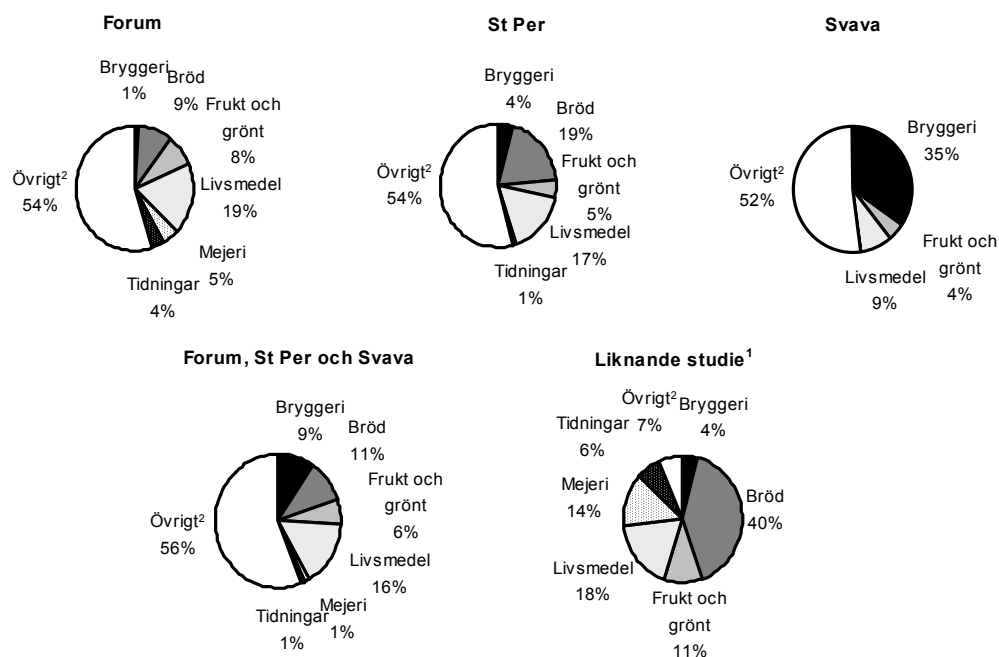 Forum
Bryggeri
1%
Bröd
9%
Frukt och
grönt
8%
Livsmedel
19%
Mejeri
5%
Tidningar
4%
Övrigt²
54%
St Per
Bryggeri
4%
Bröd
19%
Frukt och
grönt
5%
Livsmedel
17%
Tidningar
1%
Övrigt²
54%
Svava
Bryggeri
35%
Frukt och
grönt
4%
Livsmedel
9%
Övrigt²
52%
Forum, St Per och Svava
Bryggeri
9%
Bröd
11%
Frukt och
grönt
6%
Livsmedel
16%
Mejeri
1%
Tidningar
1%
Övrigt²
56%
Liknande studie¹
Bryggeri
4%
Bröd
40%
Frukt och
grönt
11%
Livsmedel
18%
Mejeri
14%
Tidningar
6%
Övrigt²
7%